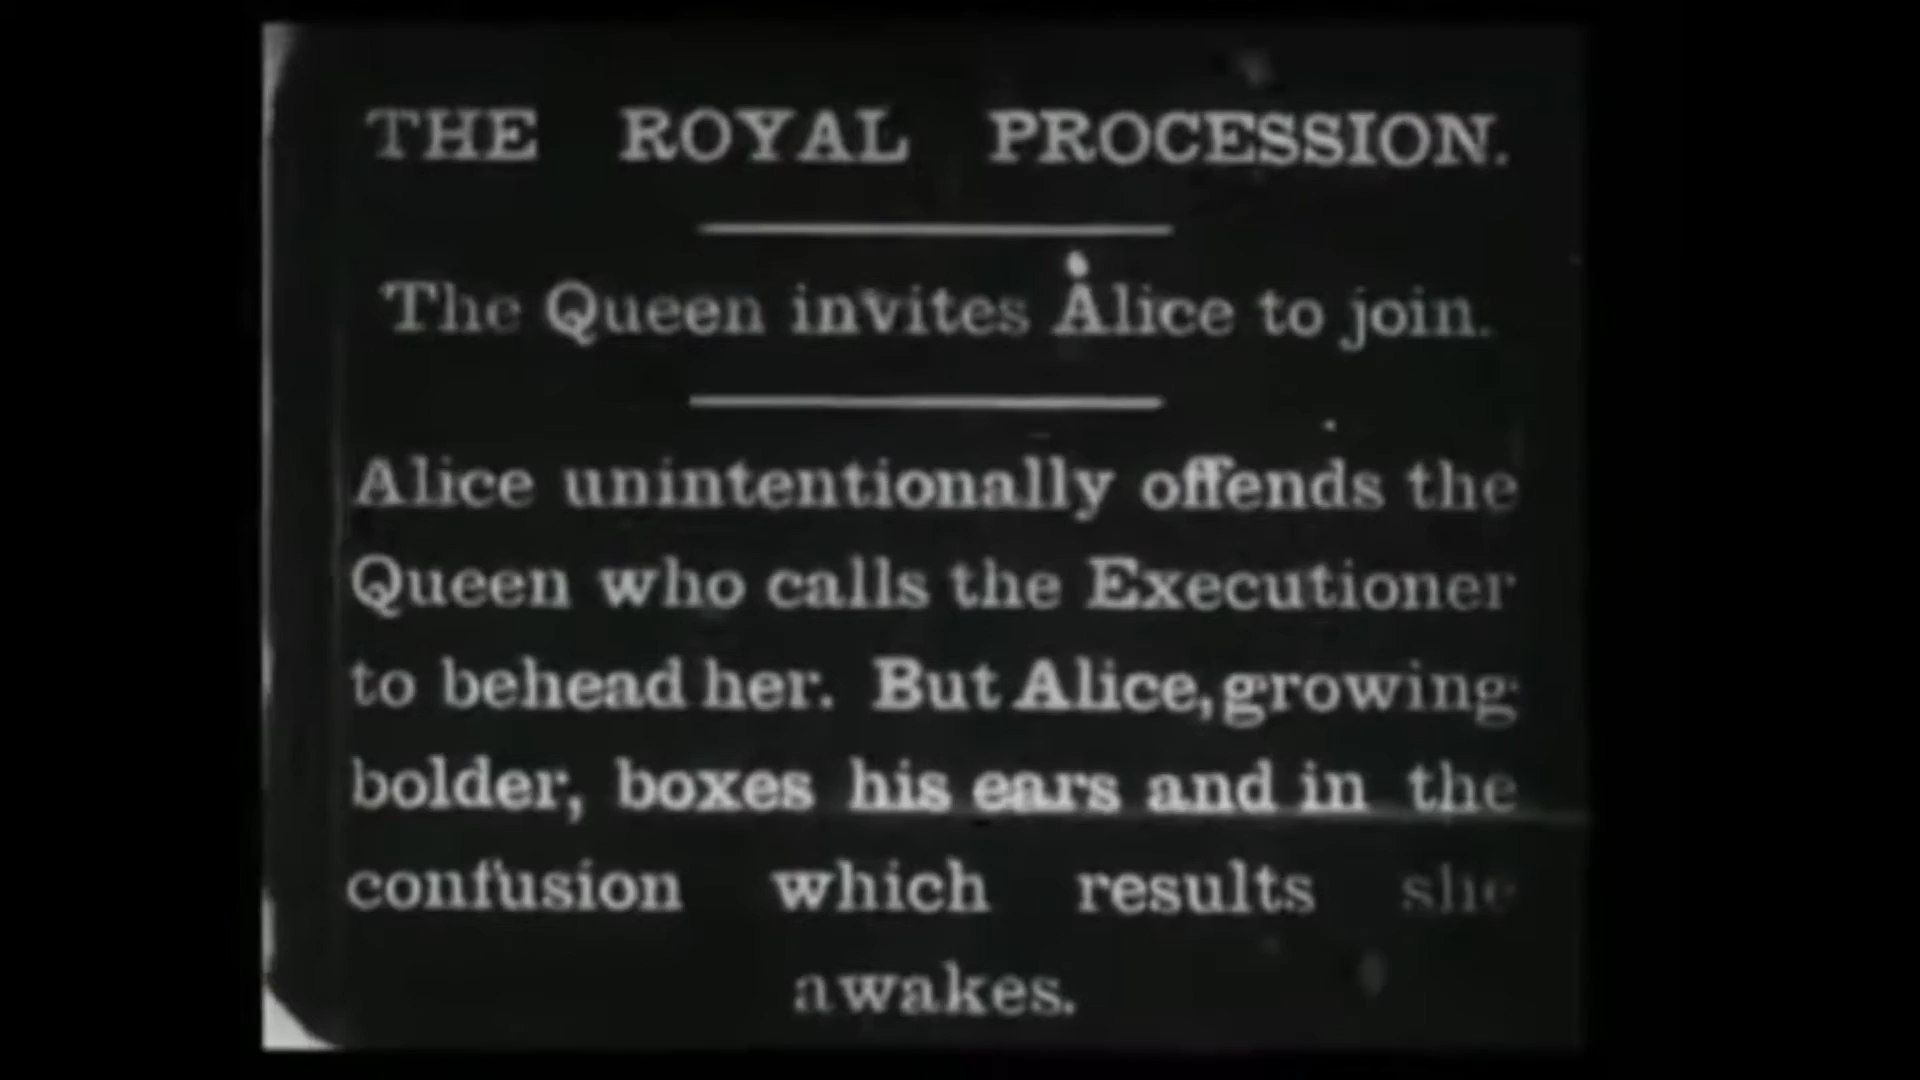 THE ROYAL PROCESSION.
The Queen invites Alice to join.
Alice unintentionally offends the
Queen who calls the Executioner
to behead her. But Alice, growing
bolder, boxes his ears and in the
confusion which results she
awakes.